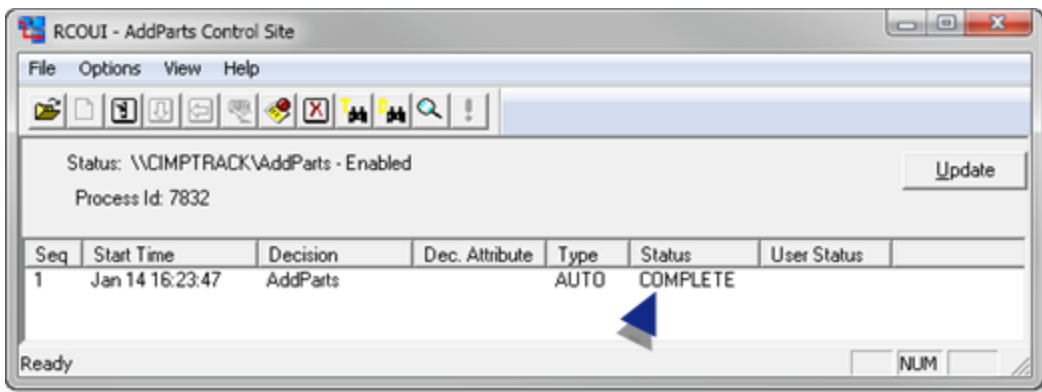 RCOUI - AddParts Control Site
File Options View Help
Status: \\CIMPTRACK\AddParts - Enabled
Update
Process Id: 7832
Seq Start Time Decision Dec. Attribute Type Status User Status
1 Jan 14 16:23:47 AddParts AUTO COMPLETE
Ready NUM